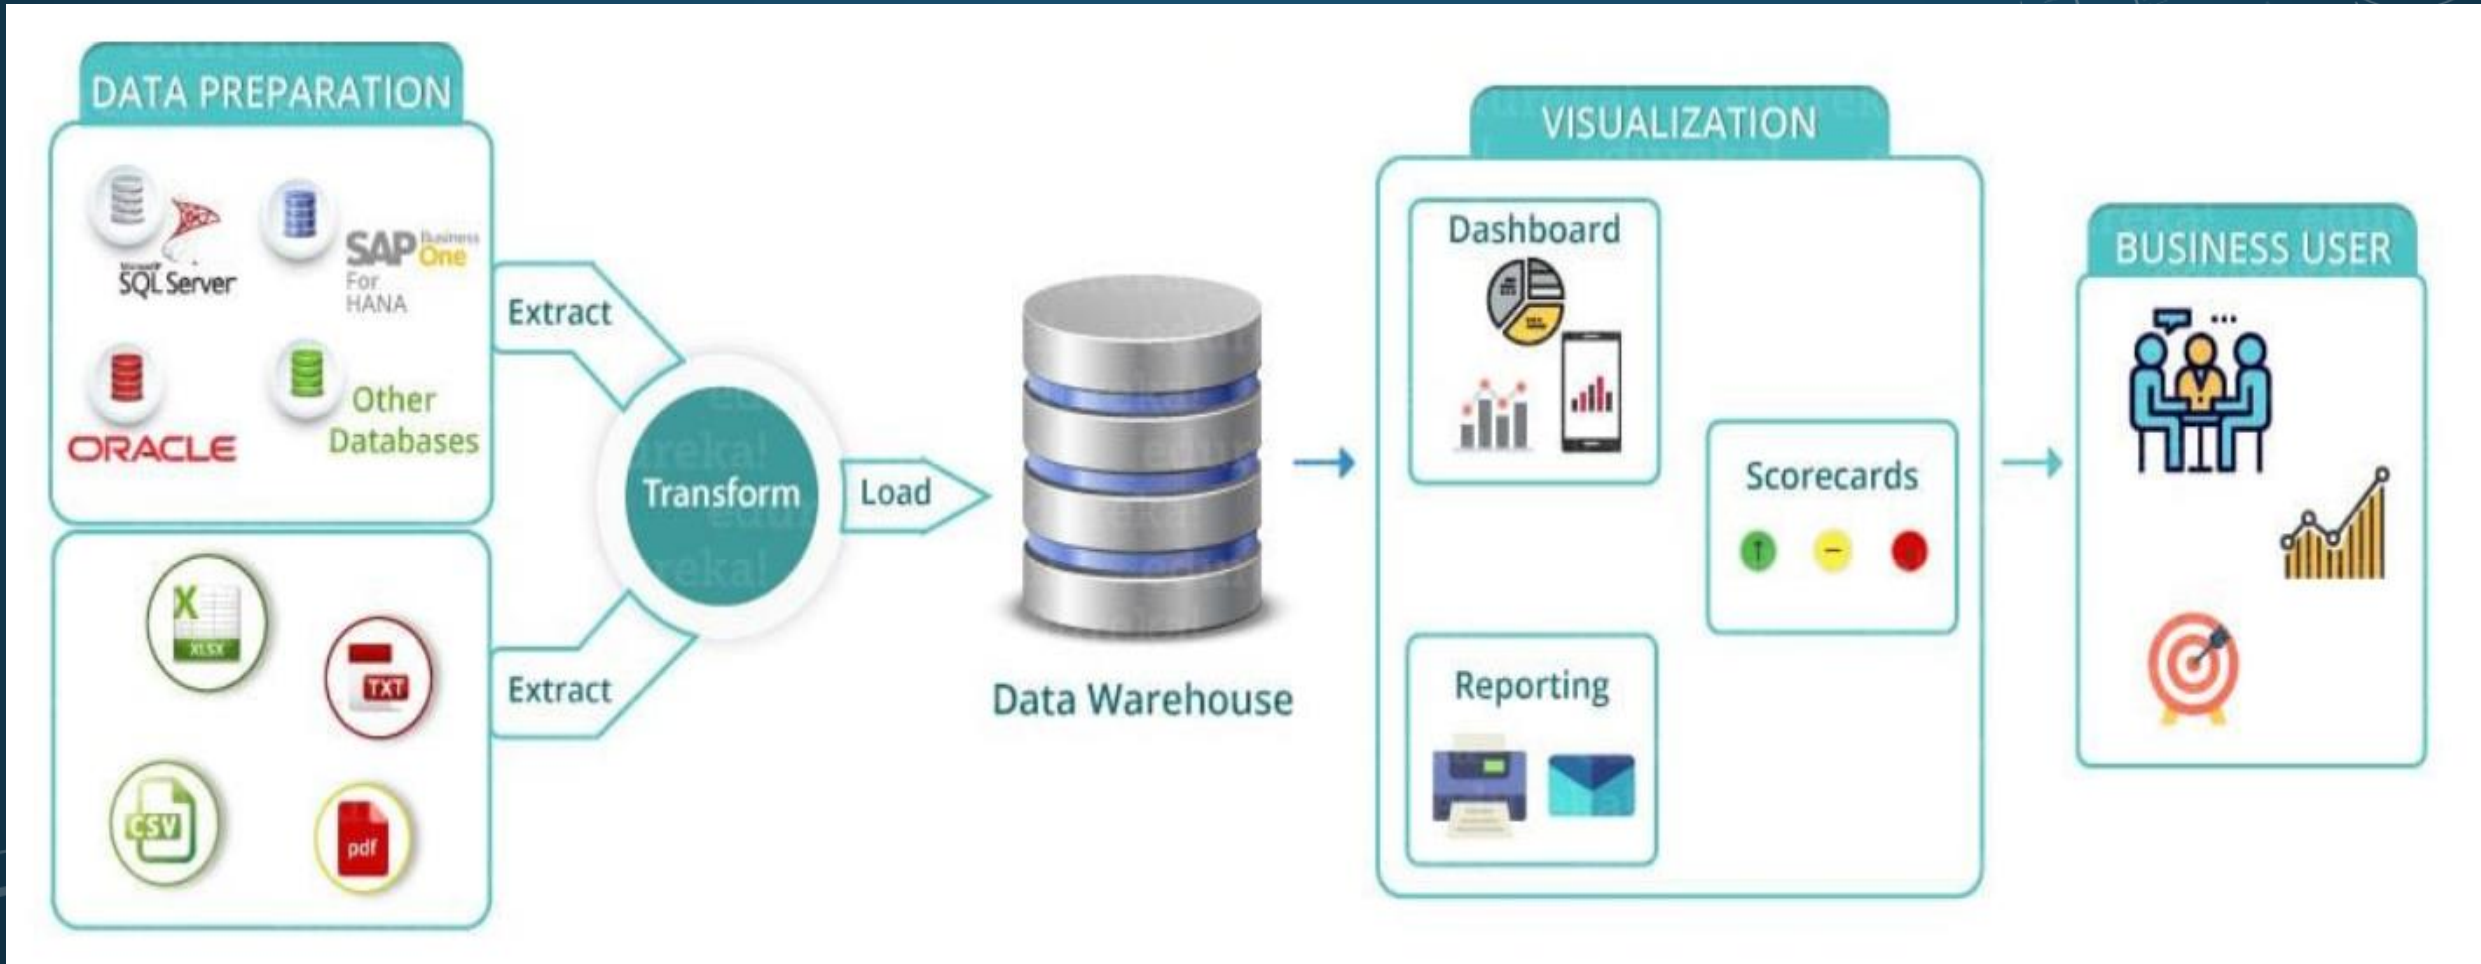 DATA PREPARATION
Microsoft
SQL Server
SAP Business One
For
HANA
ORACLE
Other
Databases
Extract
XLSX
TXT
CSV
pdf
Extract
Transform
Load
Data Warehouse
VISUALIZATION
Dashboard
Scorecards
Reporting
BUSINESS USER